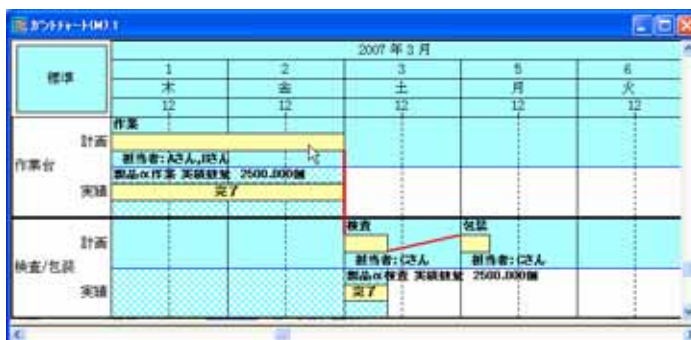 ガントチャート(M) 1
標準
2007 年 3 月
1 2 3 5 6
木 金 土 月 火
12 12 12 12 12
作業台
計画
作業
担当者: Aさん,Bさん
製品α作業 実績数量 2500.000個
実績
完了
検査/包装
計画
検査 包装
担当者: Cさん 担当者: Cさん
製品α検査 実績数量 2500.000個
実績
完了